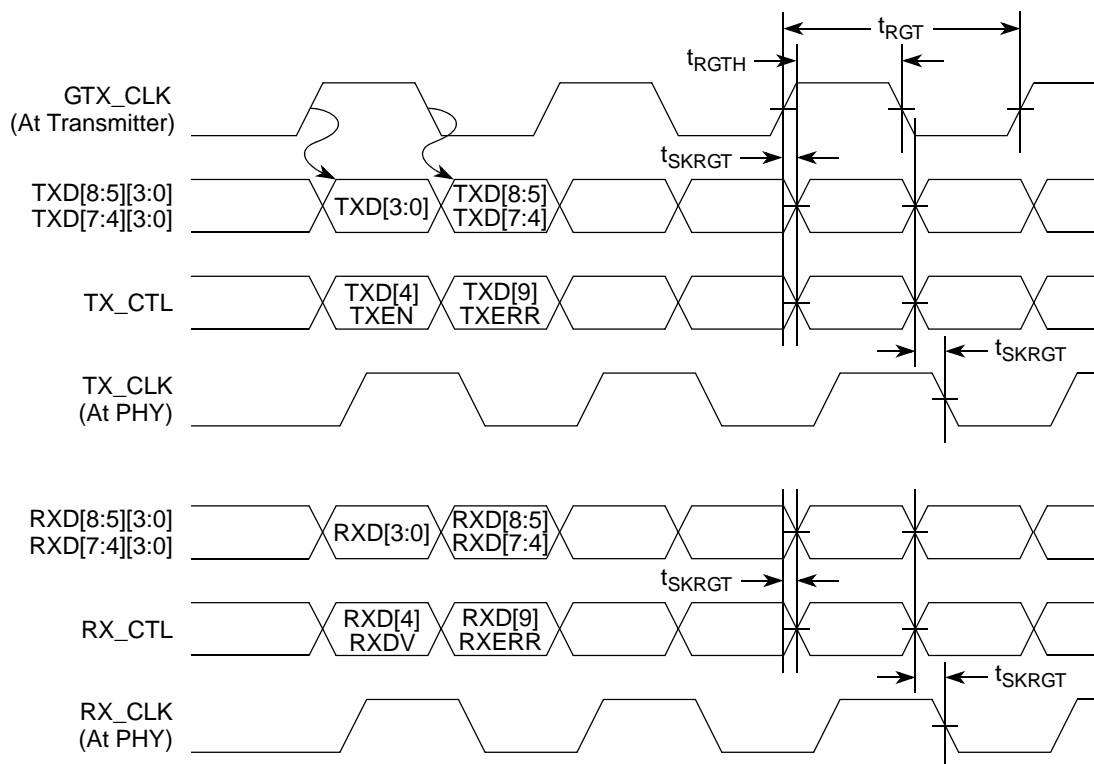 tRGT
tRGTH
GTX_CLK
(At Transmitter)
tSKRGT
TXD[8:5][3:0]
TXD[7:4][3:0]
TXD[3:0]
TXD[8:5]
TXD[7:4]
TX_CTL
TXD[4]
TXEN
TXD[9]
TXERR
tSKRGT
TX_CLK
(At PHY)
RXD[8:5][3:0]
RXD[7:4][3:0]
RXD[3:0]
RXD[8:5]
RXD[7:4]
tSKRGT
RX_CTL
RXD[4]
RXDV
RXD[9]
RXERR
tSKRGT
RX_CLK
(At PHY)